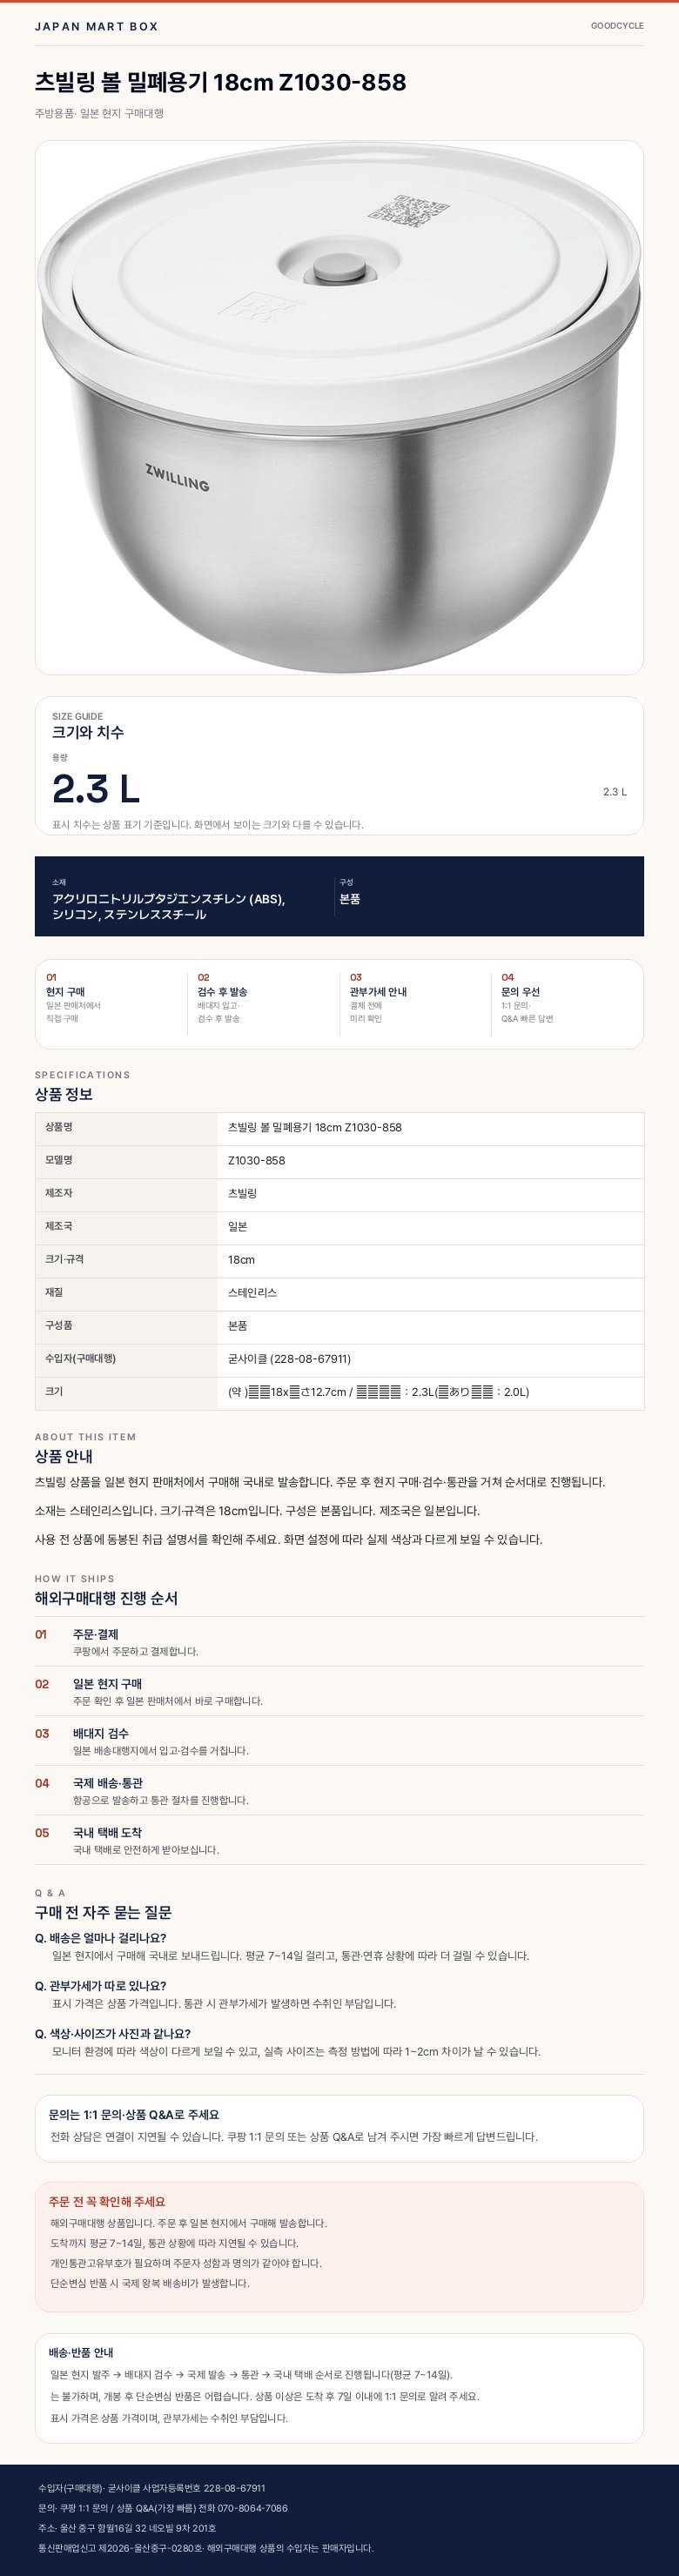 JAPAN MART BOX
GOODCYCLE
츠빌링 볼 밀폐용기 18cm Z1030-858
주방용품· 일본 현지 구매대행
ZWILLING
SIZE GUIDE
크기와 치수
용량
2.3 L
2.3 L
표시 치수는 상품 표기 기준입니다. 화면에서 보이는 크기와 다를 수 있습니다.
소재
アクリロニトリルブタジエンスチレン (ABS),
シリコン, ステンレススチール
구성
본품
01
현지 구매
일본 판매처에서
직접 구매
02
검수 후 발송
배대지 입고·
검수 후 발송
03
관부가세 안내
결제 전에
미리 확인
04
문의 우선
1:1 문의·
Q&A 빠른 답변
SPECIFICATIONS
상품 정보
상품명 츠빌링 볼 밀폐용기 18cm Z1030-858
모델명 Z1030-858
제조자 츠빌링
제조국 일본
크기·규격 18cm
재질 스테인리스
구성품 본품
수입자(구매대행) 굳사이클 (228-08-67911)
크기 (약 )18xさ12.7cm / : 2.3L(あり : 2.0L)
ABOUT THIS ITEM
상품 안내
츠빌링 상품을 일본 현지 판매처에서 구매해 국내로 발송합니다. 주문 후 현지 구매·검수·통관을 거쳐 순서대로 진행됩니다.
소재는 스테인리스입니다. 크기·규격은 18cm입니다. 구성은 본품입니다. 제조국은 일본입니다.
사용 전 상품에 동봉된 취급 설명서를 확인해 주세요. 화면 설정에 따라 실제 색상과 다르게 보일 수 있습니다.
HOW IT SHIPS
해외구매대행 진행 순서
01 주문·결제
쿠팡에서 주문하고 결제합니다.
02 일본 현지 구매
주문 확인 후 일본 판매처에서 바로 구매합니다.
03 배대지 검수
일본 배송대행지에서 입고·검수를 거칩니다.
04 국제 배송·통관
항공으로 발송하고 통관 절차를 진행합니다.
05 국내 택배 도착
국내 택배로 안전하게 받아보십니다.
Q & A
구매 전 자주 묻는 질문
Q. 배송은 얼마나 걸리나요?
일본 현지에서 구매해 국내로 보내드립니다. 평균 7~14일 걸리고, 통관·연휴 상황에 따라 더 걸릴 수 있습니다.
Q. 관부가세가 따로 있나요?
표시 가격은 상품 가격입니다. 통관 시 관부가세가 발생하면 수취인 부담입니다.
Q. 색상·사이즈가 사진과 같나요?
모니터 환경에 따라 색상이 다르게 보일 수 있고, 실측 사이즈는 측정 방법에 따라 1~2cm 차이가 날 수 있습니다.
문의는 1:1 문의·상품 Q&A로 주세요
전화 상담은 연결이 지연될 수 있습니다. 쿠팡 1:1 문의 또는 상품 Q&A로 남겨 주시면 가장 빠르게 답변드립니다.
주문 전 꼭 확인해 주세요
해외구매대행 상품입니다. 주문 후 일본 현지에서 구매해 발송합니다.
도착까지 평균 7~14일, 통관 상황에 따라 지연될 수 있습니다.
개인통관고유부호가 필요하며 주문자 성함과 명의가 같아야 합니다.
단순변심 반품 시 국제 왕복 배송비가 발생합니다.
배송·반품 안내
일본 현지 발주 → 배대지 검수 → 국제 발송 → 통관 → 국내 택배 순서로 진행됩니다(평균 7~14일).
는 불가하며, 개봉 후 단순변심 반품은 어렵습니다. 상품 이상은 도착 후 7일 이내에 1:1 문의로 알려 주세요.
표시 가격은 상품 가격이며, 관부가세는 수취인 부담입니다.
수입자(구매대행)· 굳사이클 사업자등록번호 228-08-67911
문의· 쿠팡 1:1 문의 / 상품 Q&A(가장 빠름) 전화 070-8064-7086
주소· 울산 중구 함월16길 32 네오빌 9차 201호
통신판매업신고 제2026-울산중구-0280호· 해외구매대행 상품의 수입자는 판매자입니다.